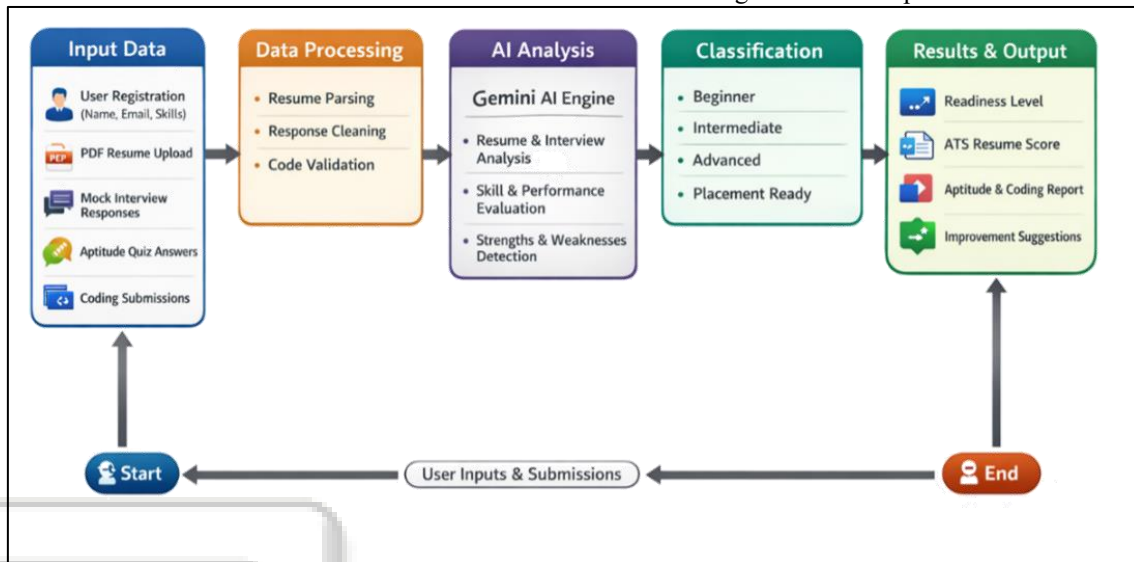 Input Data
User Registration
(Name, Email, Skills)
PDF Resume Upload
Mock Interview
Responses
Aptitude Quiz Answers
Coding Submissions
Data Processing
• Resume Parsing
• Response Cleaning
• Code Validation
AI Analysis
Gemini AI Engine
• Resume & Interview
Analysis
• Skill & Performance
Evaluation
• Strengths & Weaknesses
Detection
Classification
• Beginner
• Intermediate
• Advanced
• Placement Ready
Results & Output
Readiness Level
ATS Resume Score
Aptitude & Coding Report
Improvement Suggestions
Start
User Inputs & Submissions
End